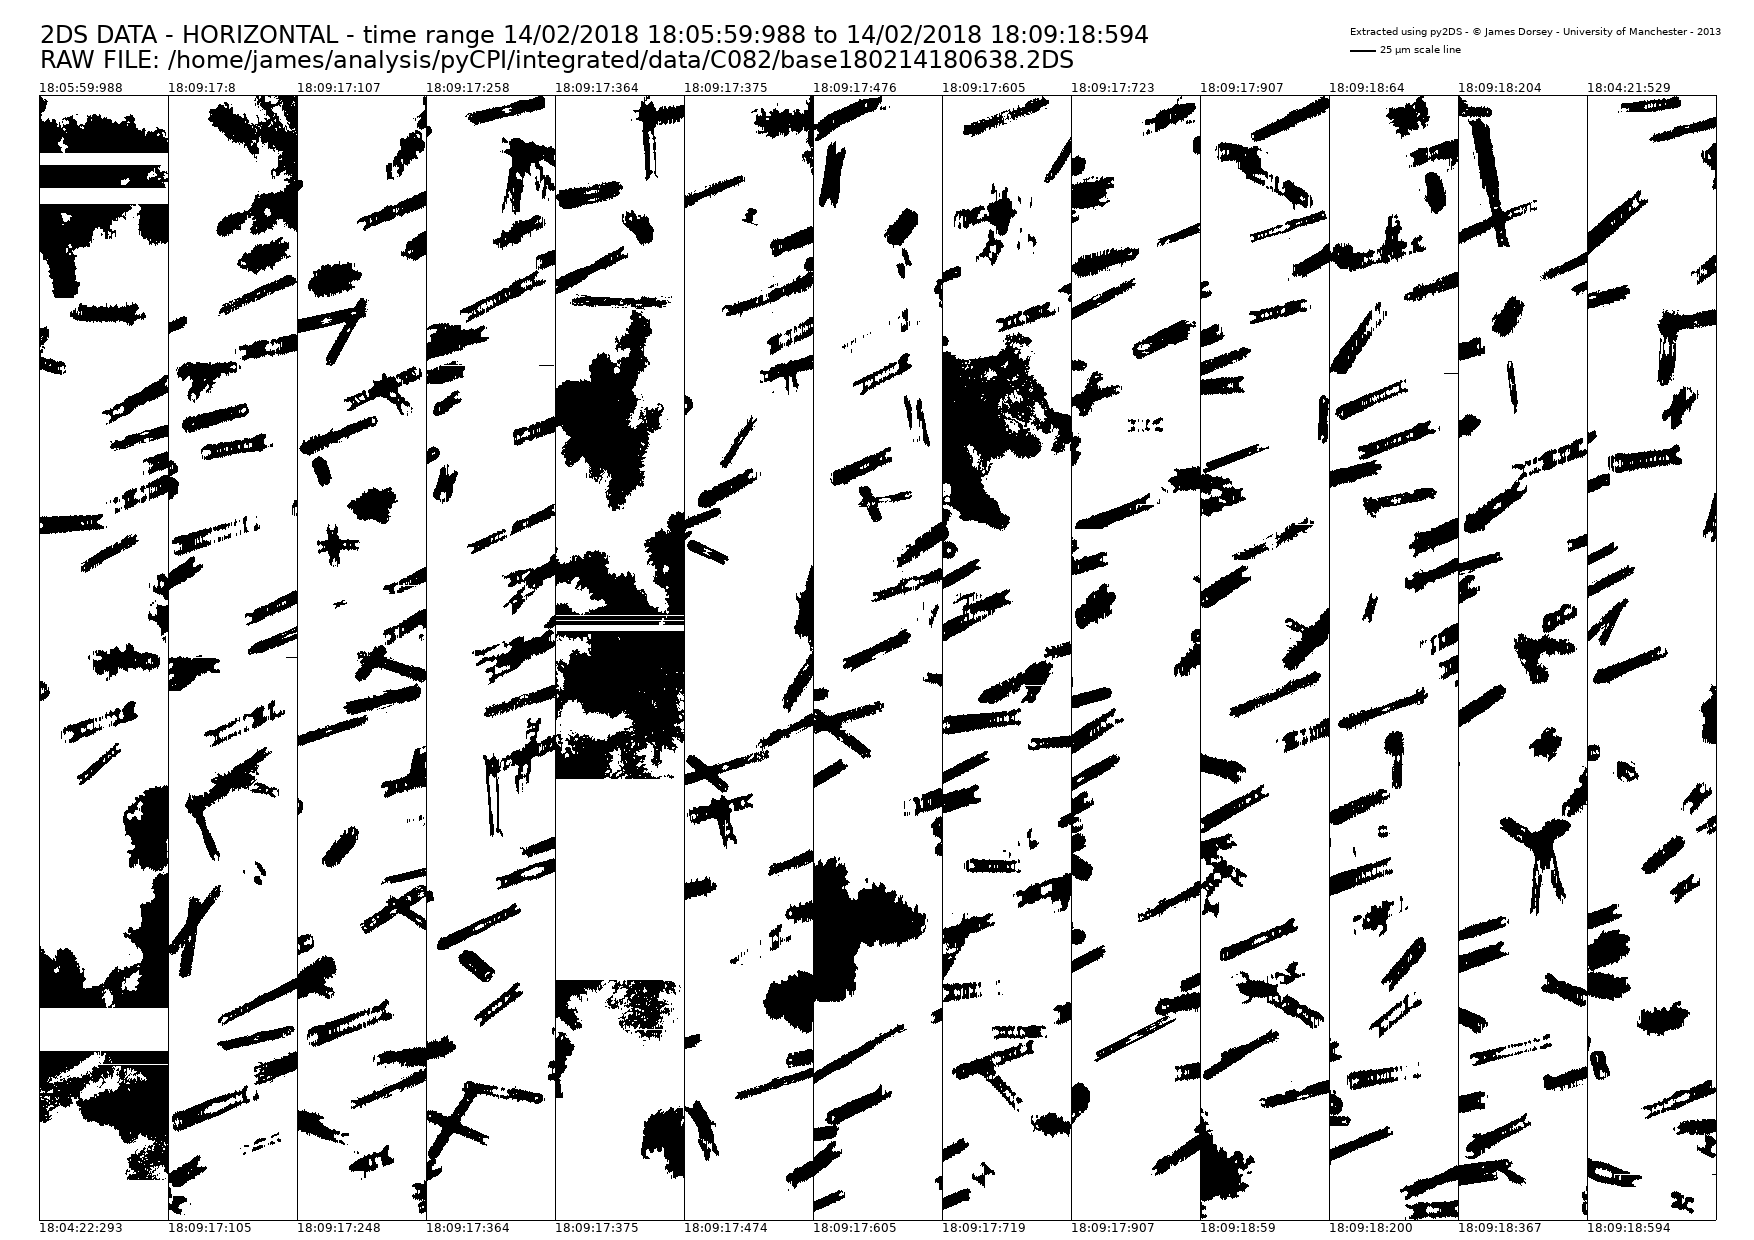 2DS DATA - HORIZONTAL - time range 14/02/2018 18:05:59:988 to 14/02/2018 18:09:18:594
RAW FILE: /home/james/analysis/pyCPI/integrated/data/C082/base180214180638.2DS
Extracted using py2DS - © James Dorsey - University of Manchester - 2013
25 µm scale line
18:05:59:988 18:09:17:8 18:09:17:107 18:09:17:258 18:09:17:364 18:09:17:375 18:09:17:476 18:09:17:605 18:09:17:723 18:09:17:907 18:09:18:64 18:09:18:204 18:04:21:529
18:04:22:293 18:09:17:105 18:09:17:248 18:09:17:364 18:09:17:375 18:09:17:474 18:09:17:605 18:09:17:719 18:09:17:907 18:09:18:59 18:09:18:200 18:09:18:367 18:09:18:594